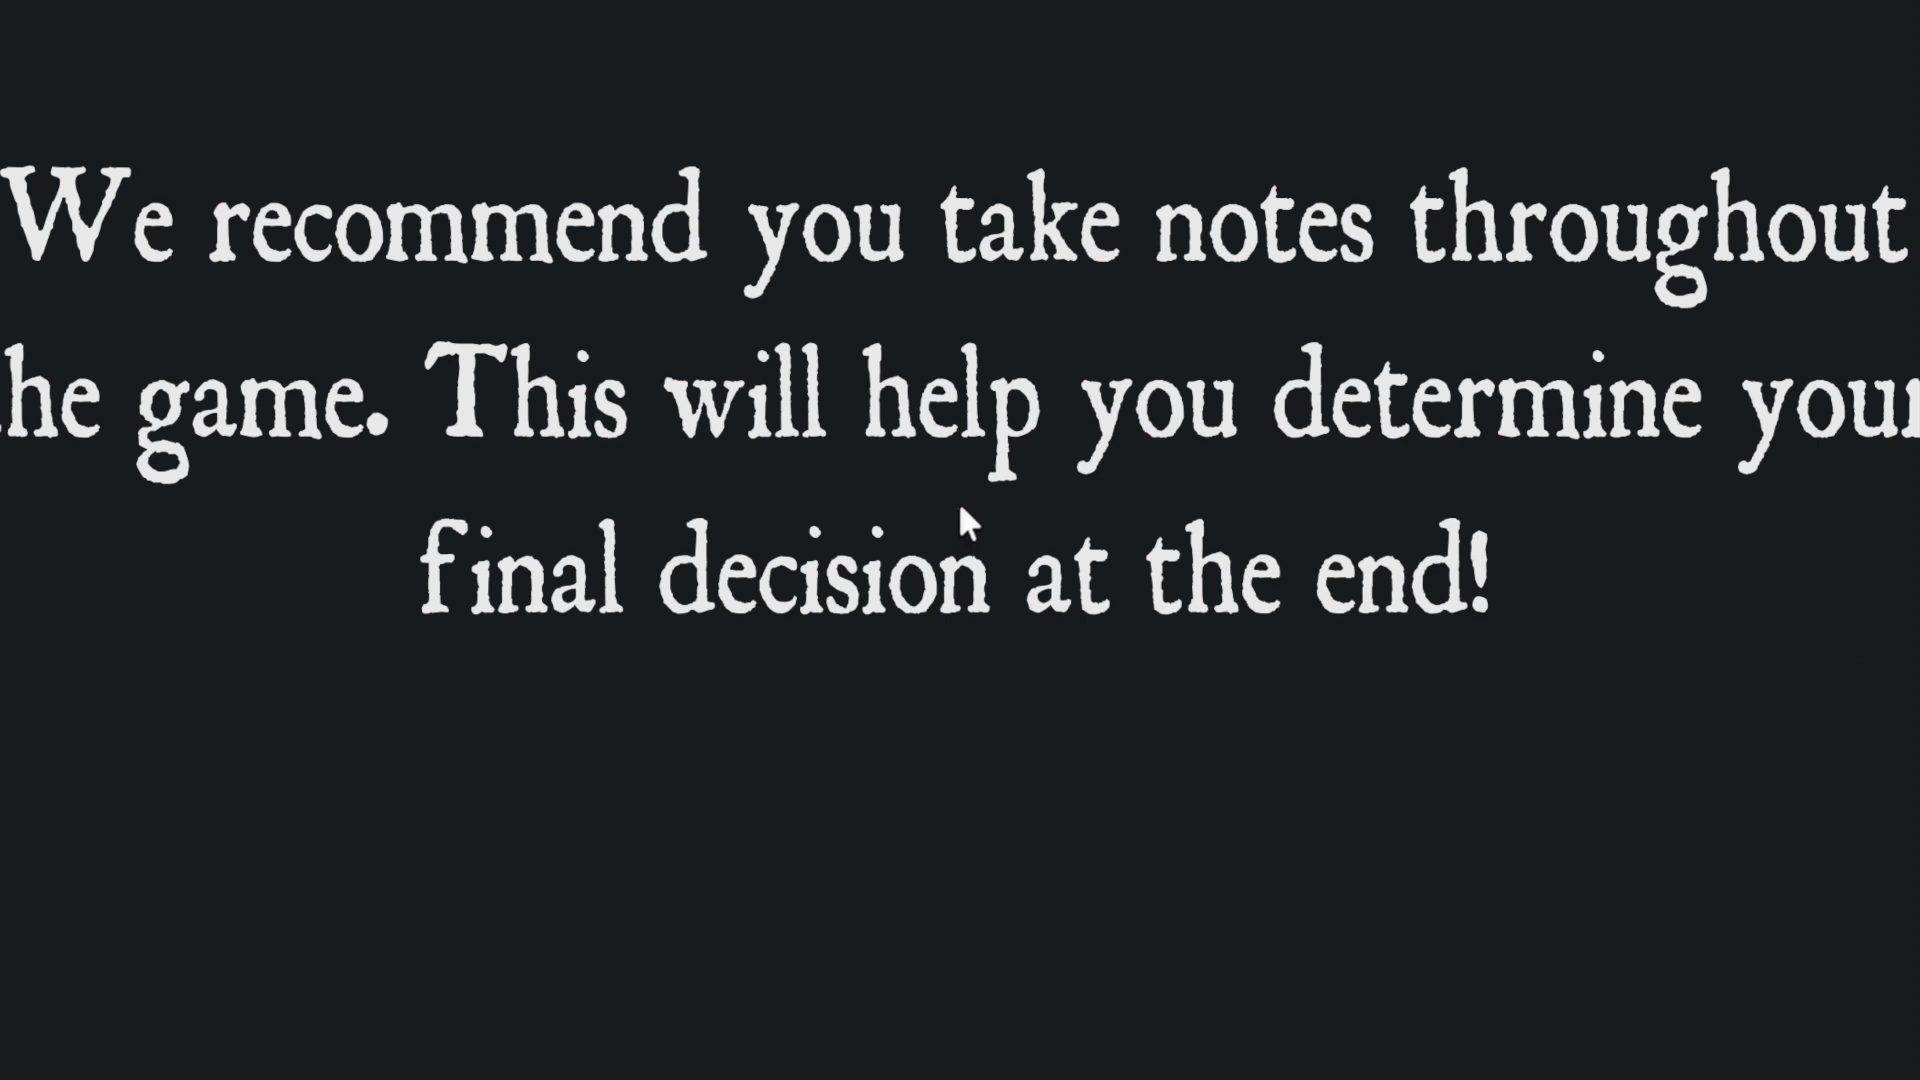 We recommend you take notes throughout
he game. This will help you determine your
final decision at the end!